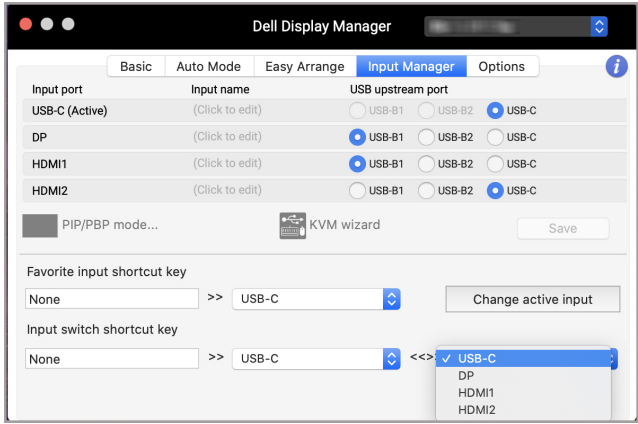 Dell Display Manager
Basic Auto Mode Easy Arrange Input Manager Options i
Input port Input name USB upstream port
USB-C (Active) (Click to edit) USB-B1 USB-B2 USB-C
DP (Click to edit) USB-B1 USB-B2 USB-C
HDMI1 (Click to edit) USB-B1 USB-B2 USB-C
HDMI2 (Click to edit) USB-B1 USB-B2 USB-C
PIP/PBP mode... KVM wizard Save
Favorite input shortcut key
None >> USB-C Change active input
Input switch shortcut key
None >> USB-C <<>> ✓ USB-C
DP
HDMI1
HDMI2